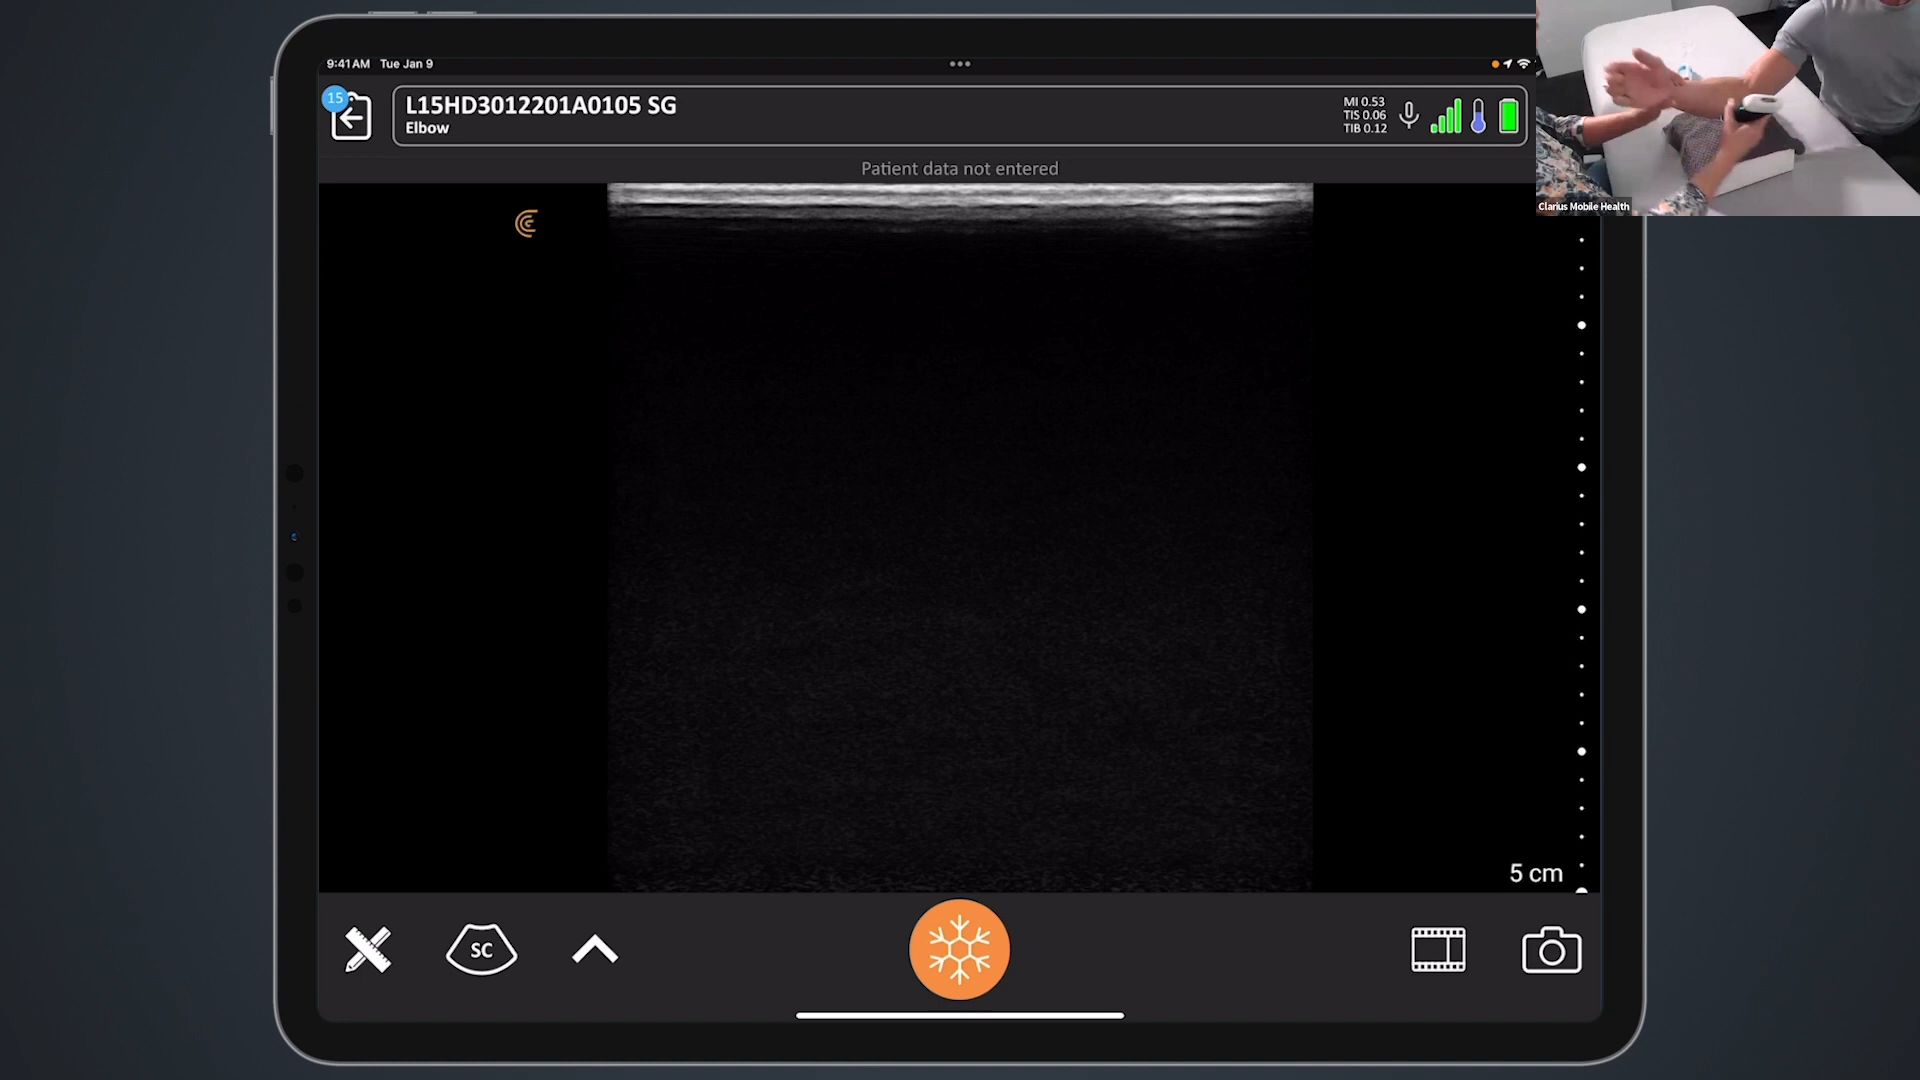 9:41 AM Tue Jan 9
15
L15HD3012201A0105 SG
Elbow
MI 0.53
TIS 0.06
TIB 0.12
Patient data not entered
Clarius Mobile Health
5 cm
SC